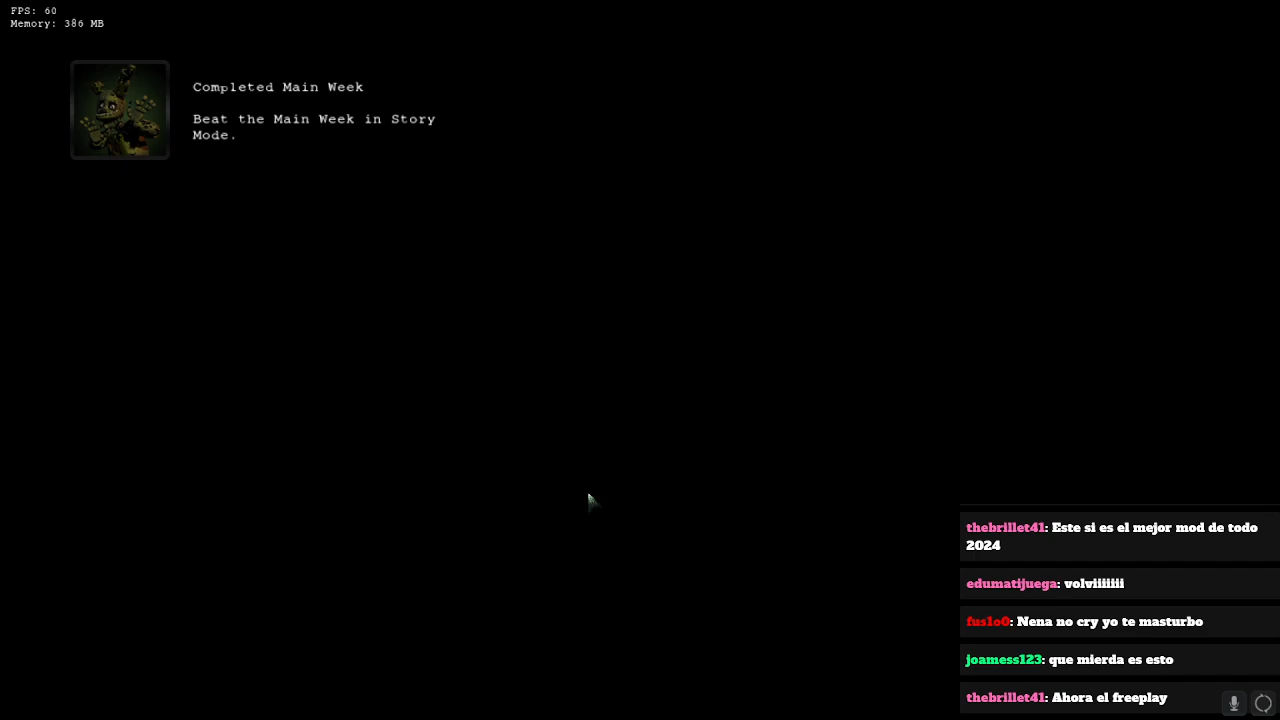 FPS: 60
Memory: 386 MB
Completed Main Week
Beat the Main Week in Story
Mode.
thebrillet41: Este si es el mejor mod de todo
2024
edumatijuega: volviiiiiii
fus1o0: Nena no cry yo te masturbo
joamess123: que mierda es esto
thebrillet41: Ahora el freeplay